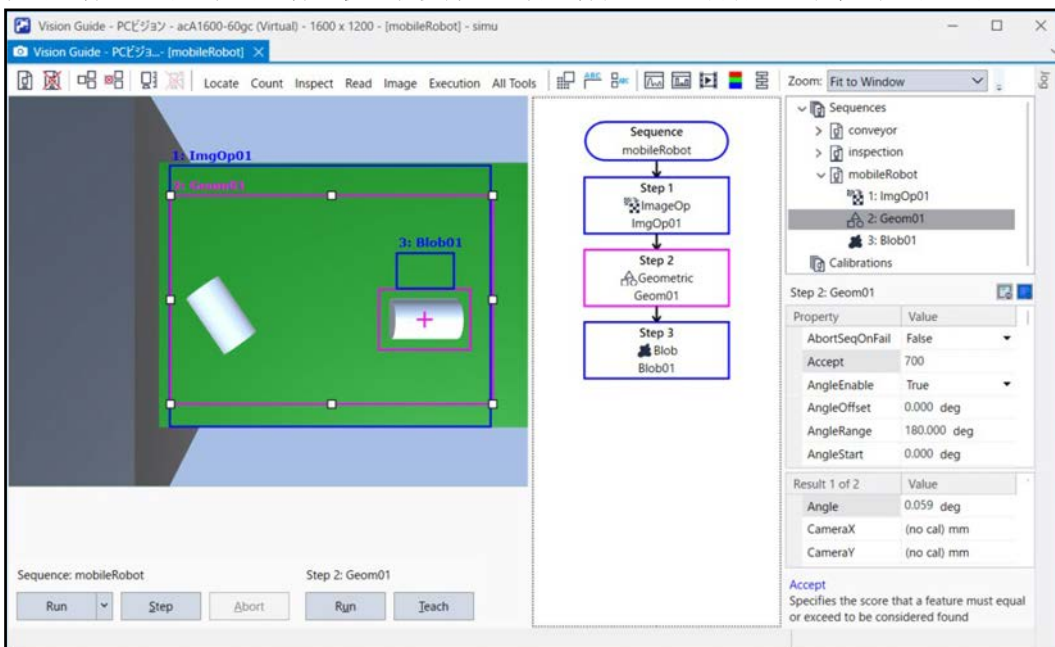 Vision Guide - PCビジョン - acA1600-60gc (Virtual) - 1600 x 1200 - [mobileRobot] - simu
Vision Guide - PCビジョ...- [mobileRobot]
Locate Count Inspect Read Image Execution All Tools
ABC
Zoom: Fit to Window
Jog
1: ImgOp01
2: Geom01
3: Blob01
Sequence
mobileRobot
Step 1
ImageOp
ImgOp01
Step 2
Geometric
Geom01
Step 3
Blob
Blob01
Sequences
conveyor
inspection
mobileRobot
1: ImgOp01
2: Geom01
3: Blob01
Calibrations
Step 2: Geom01
Property Value
AbortSeqOnFail False
Accept 700
AngleEnable True
AngleOffset 0.000 deg
AngleRange 180.000 deg
AngleStart 0.000 deg
Result 1 of 2 Value
Angle 0.059 deg
CameraX (no cal) mm
CameraY (no cal) mm
Accept
Specifies the score that a feature must equal
or exceed to be considered found
Sequence: mobileRobot
Run Step Abort
Step 2: Geom01
Run Teach